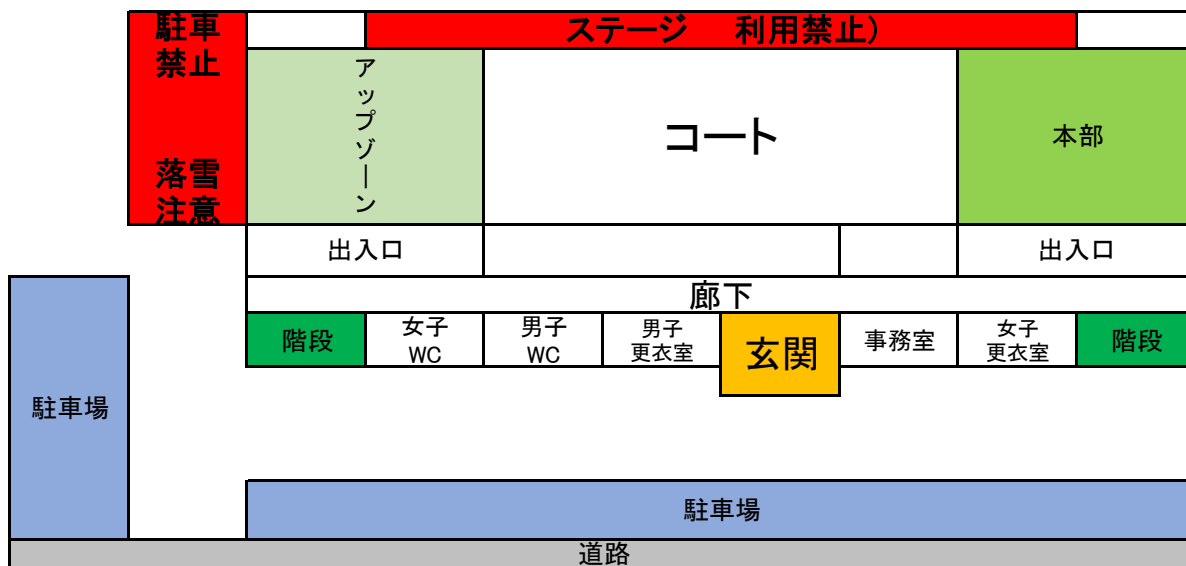 駐車
禁止
落雪
注意
ステージ 利用禁止)
アップゾーン
コート
本部
出入口
出入口
廊下
階段
女子
WC
男子
WC
男子
更衣室
玄関
事務室
女子
更衣室
階段
駐車場
駐車場
道路